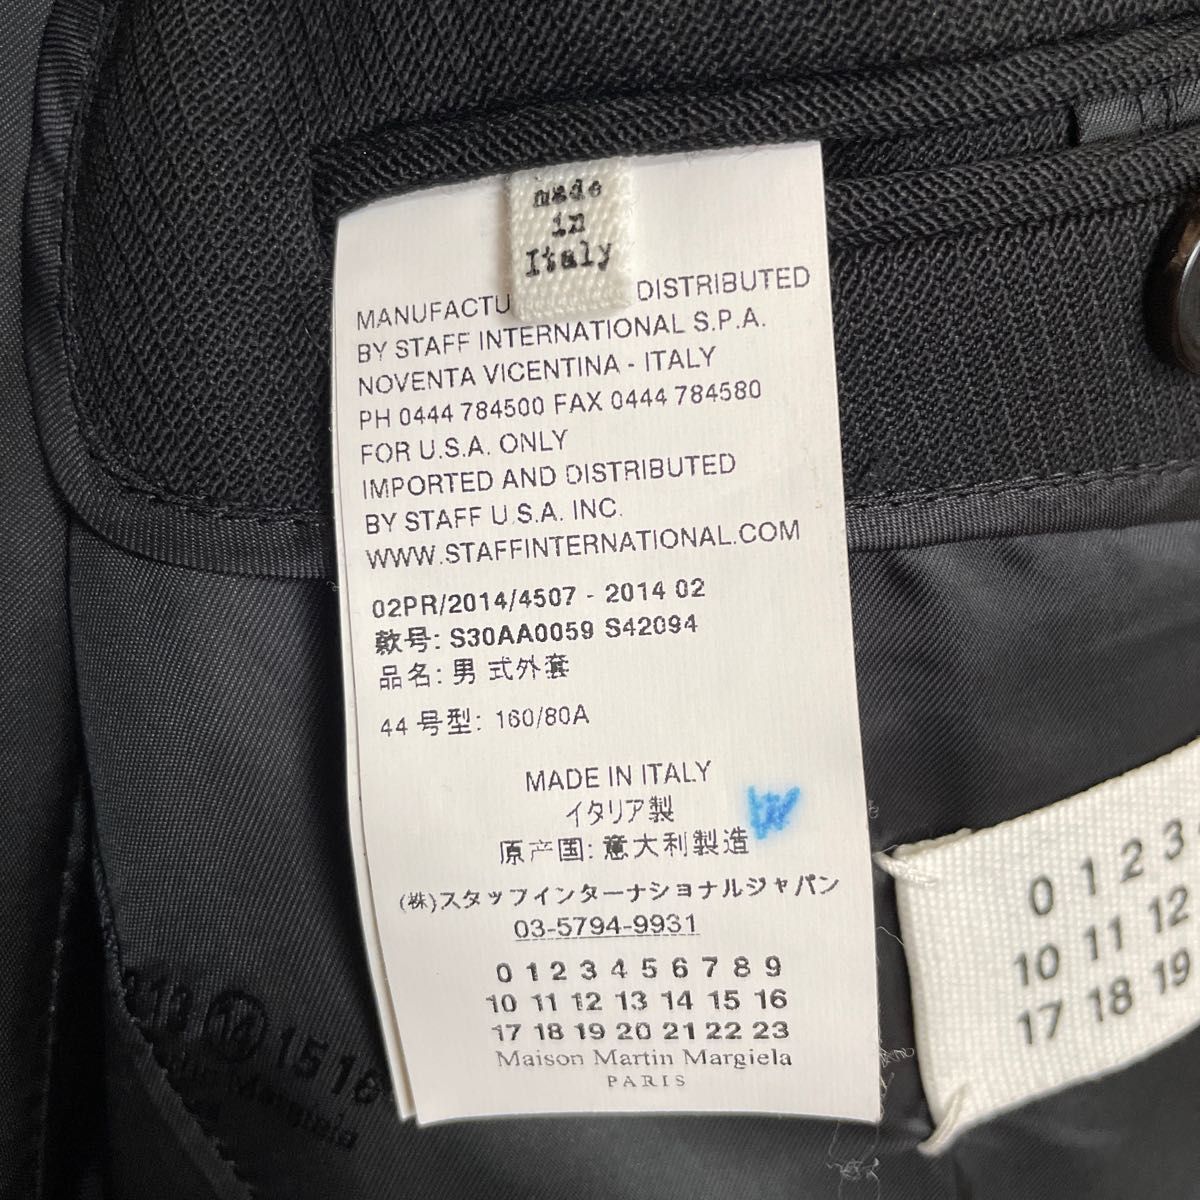 made
in
Italy
MANUFACTU DISTRIBUTED
BY STAFF INTERNATIONAL S.P.A.
NOVENTA VICENTINA - ITALY
PH 0444 784500 FAX 0444 784580
FOR U.S.A. ONLY
IMPORTED AND DISTRIBUTED
BY STAFF U.S.A. INC.
WWW.STAFFINTERNATIONAL.COM
02PR/2014/4507 - 2014 02
款号: S30AA0059 S42094
品名: 男 式外套
44 号型: 160/80A
MADE IN ITALY
イタリア製
原产国: 意大利製造
(株)スタッフインターナショナルジャパン
03-5794-9931
0 1 2 3 4 5 6 7 8 9
10 11 12 13 14 15 16
17 18 19 20 21 22 23
Maison Martin Margiela
PARIS
0 1 2 3
10 11 12
17 18 19
13 14 15 16